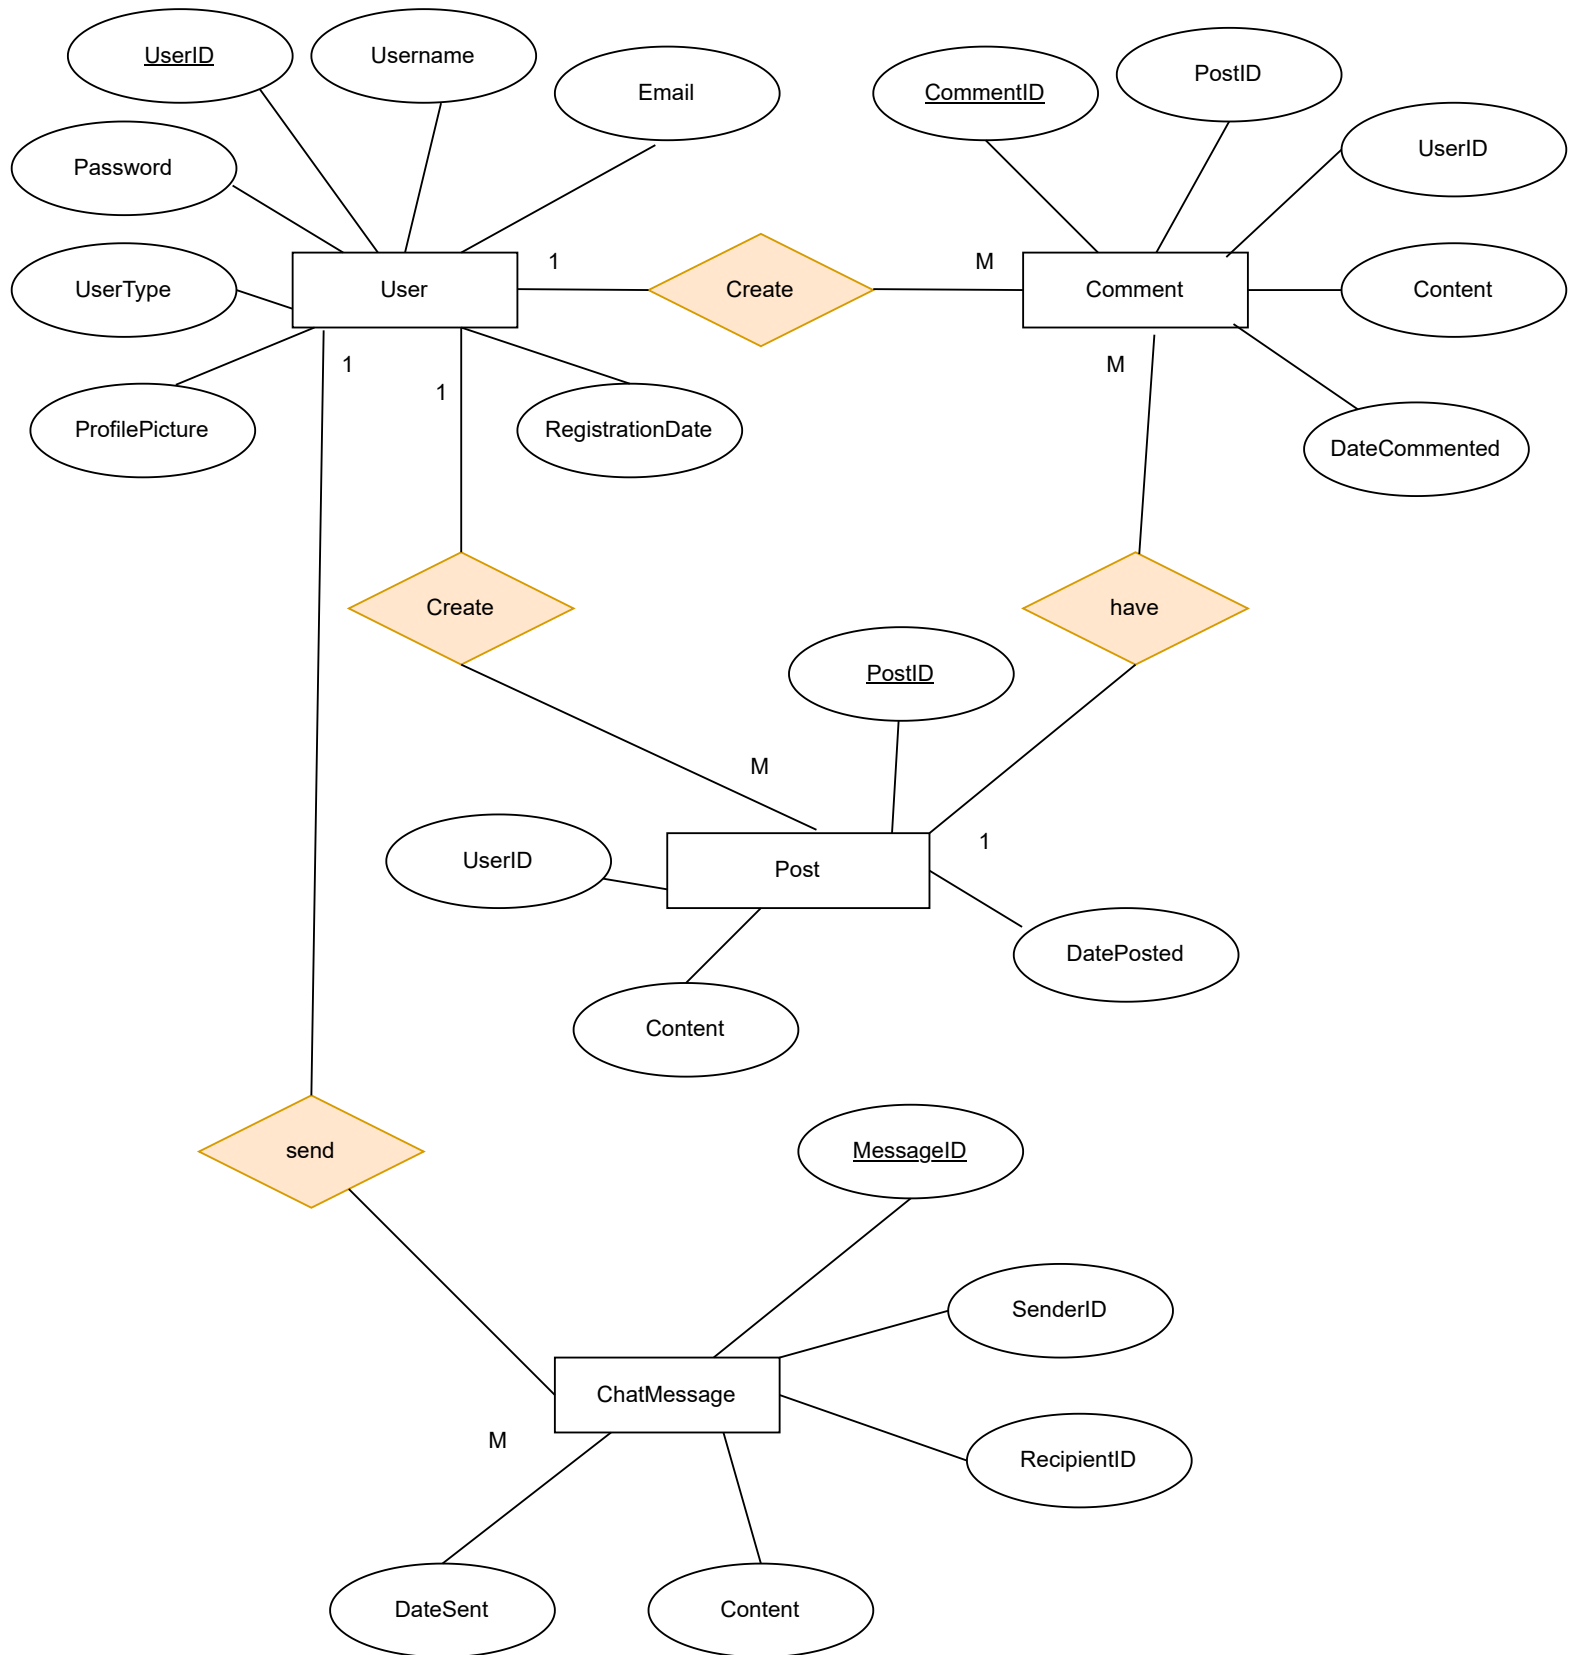 UserID
Username
Email
CommentID
PostID
UserID
Password
UserType
User
1
Create
M
Comment
Content
1
1
M
ProfilePicture
RegistrationDate
DateCommented
Create
have
PostID
M
1
UserID
Post
DatePosted
Content
send
MessageID
SenderID
ChatMessage
M
RecipientID
DateSent
Content